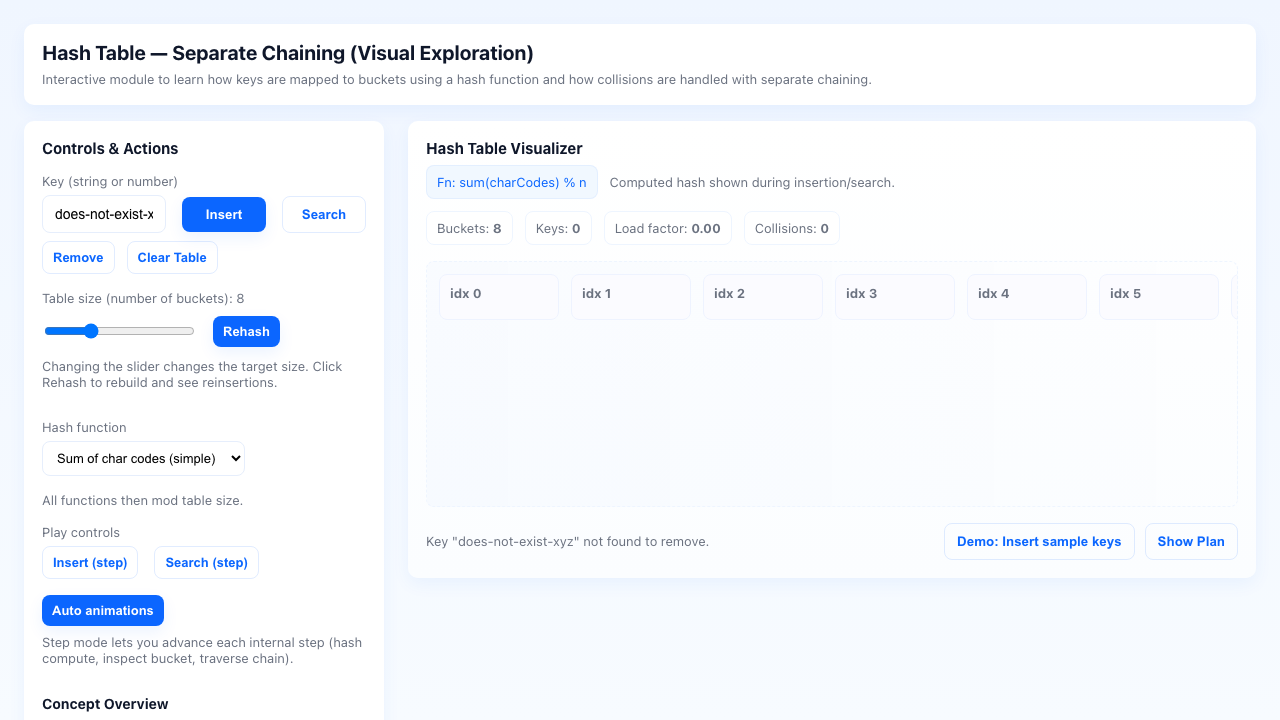 Hash Table — Separate Chaining (Visual Exploration)
Interactive module to learn how keys are mapped to buckets using a hash function and how collisions are handled with separate chaining.
Controls & Actions
Key (string or number)
does-not-exist-x
Insert
Search
Remove
Clear Table
Table size (number of buckets): 8
Rehash
Changing the slider changes the target size. Click
Rehash to rebuild and see reinsertions.
Hash function
Sum of char codes (simple)
All functions then mod table size.
Play controls
Insert (step)
Search (step)
Auto animations
Step mode lets you advance each internal step (hash
compute, inspect bucket, traverse chain).
Concept Overview
Hash Table Visualizer
Fn: sum(charCodes) % n
Computed hash shown during insertion/search.
Buckets: 8
Keys: 0
Load factor: 0.00
Collisions: 0
idx 0
idx 1
idx 2
idx 3
idx 4
idx 5
Key "does-not-exist-xyz" not found to remove.
Demo: Insert sample keys
Show Plan